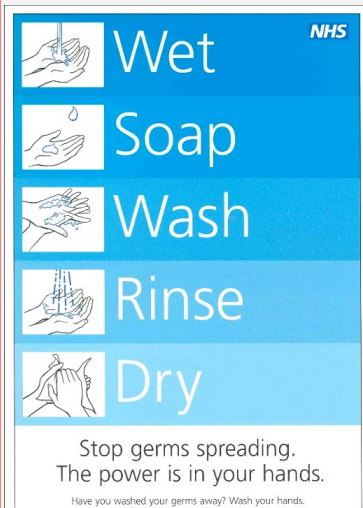 NHS
Wet
Soap
Wash
Rinse
Dry
Stop germs spreading.
The power is in your hands.
Have you washed your germs away? Wash your hands.